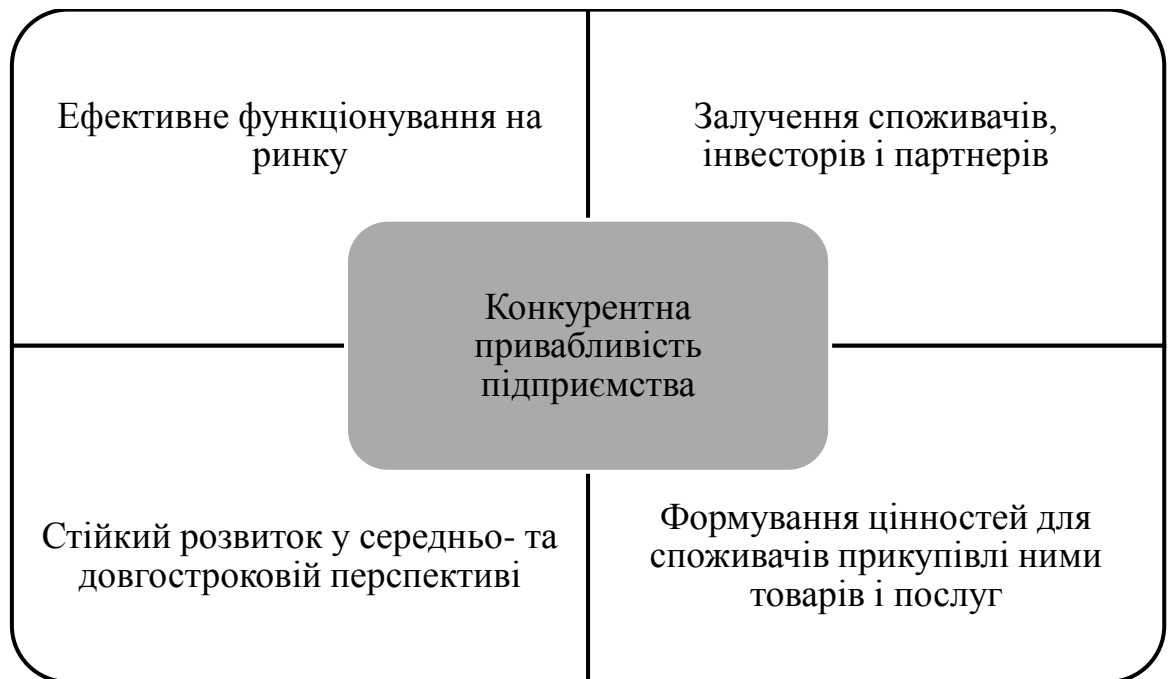 Ефективне функціонування на
ринку
Залучення споживачів,
інвесторів і партнерів
Конкурентна
привабливість
підприємства
Стійкий розвиток у середньо- та
довгостроковій перспективі
Формування цінностей для
споживачів прикупівлі ними
товарів і послуг